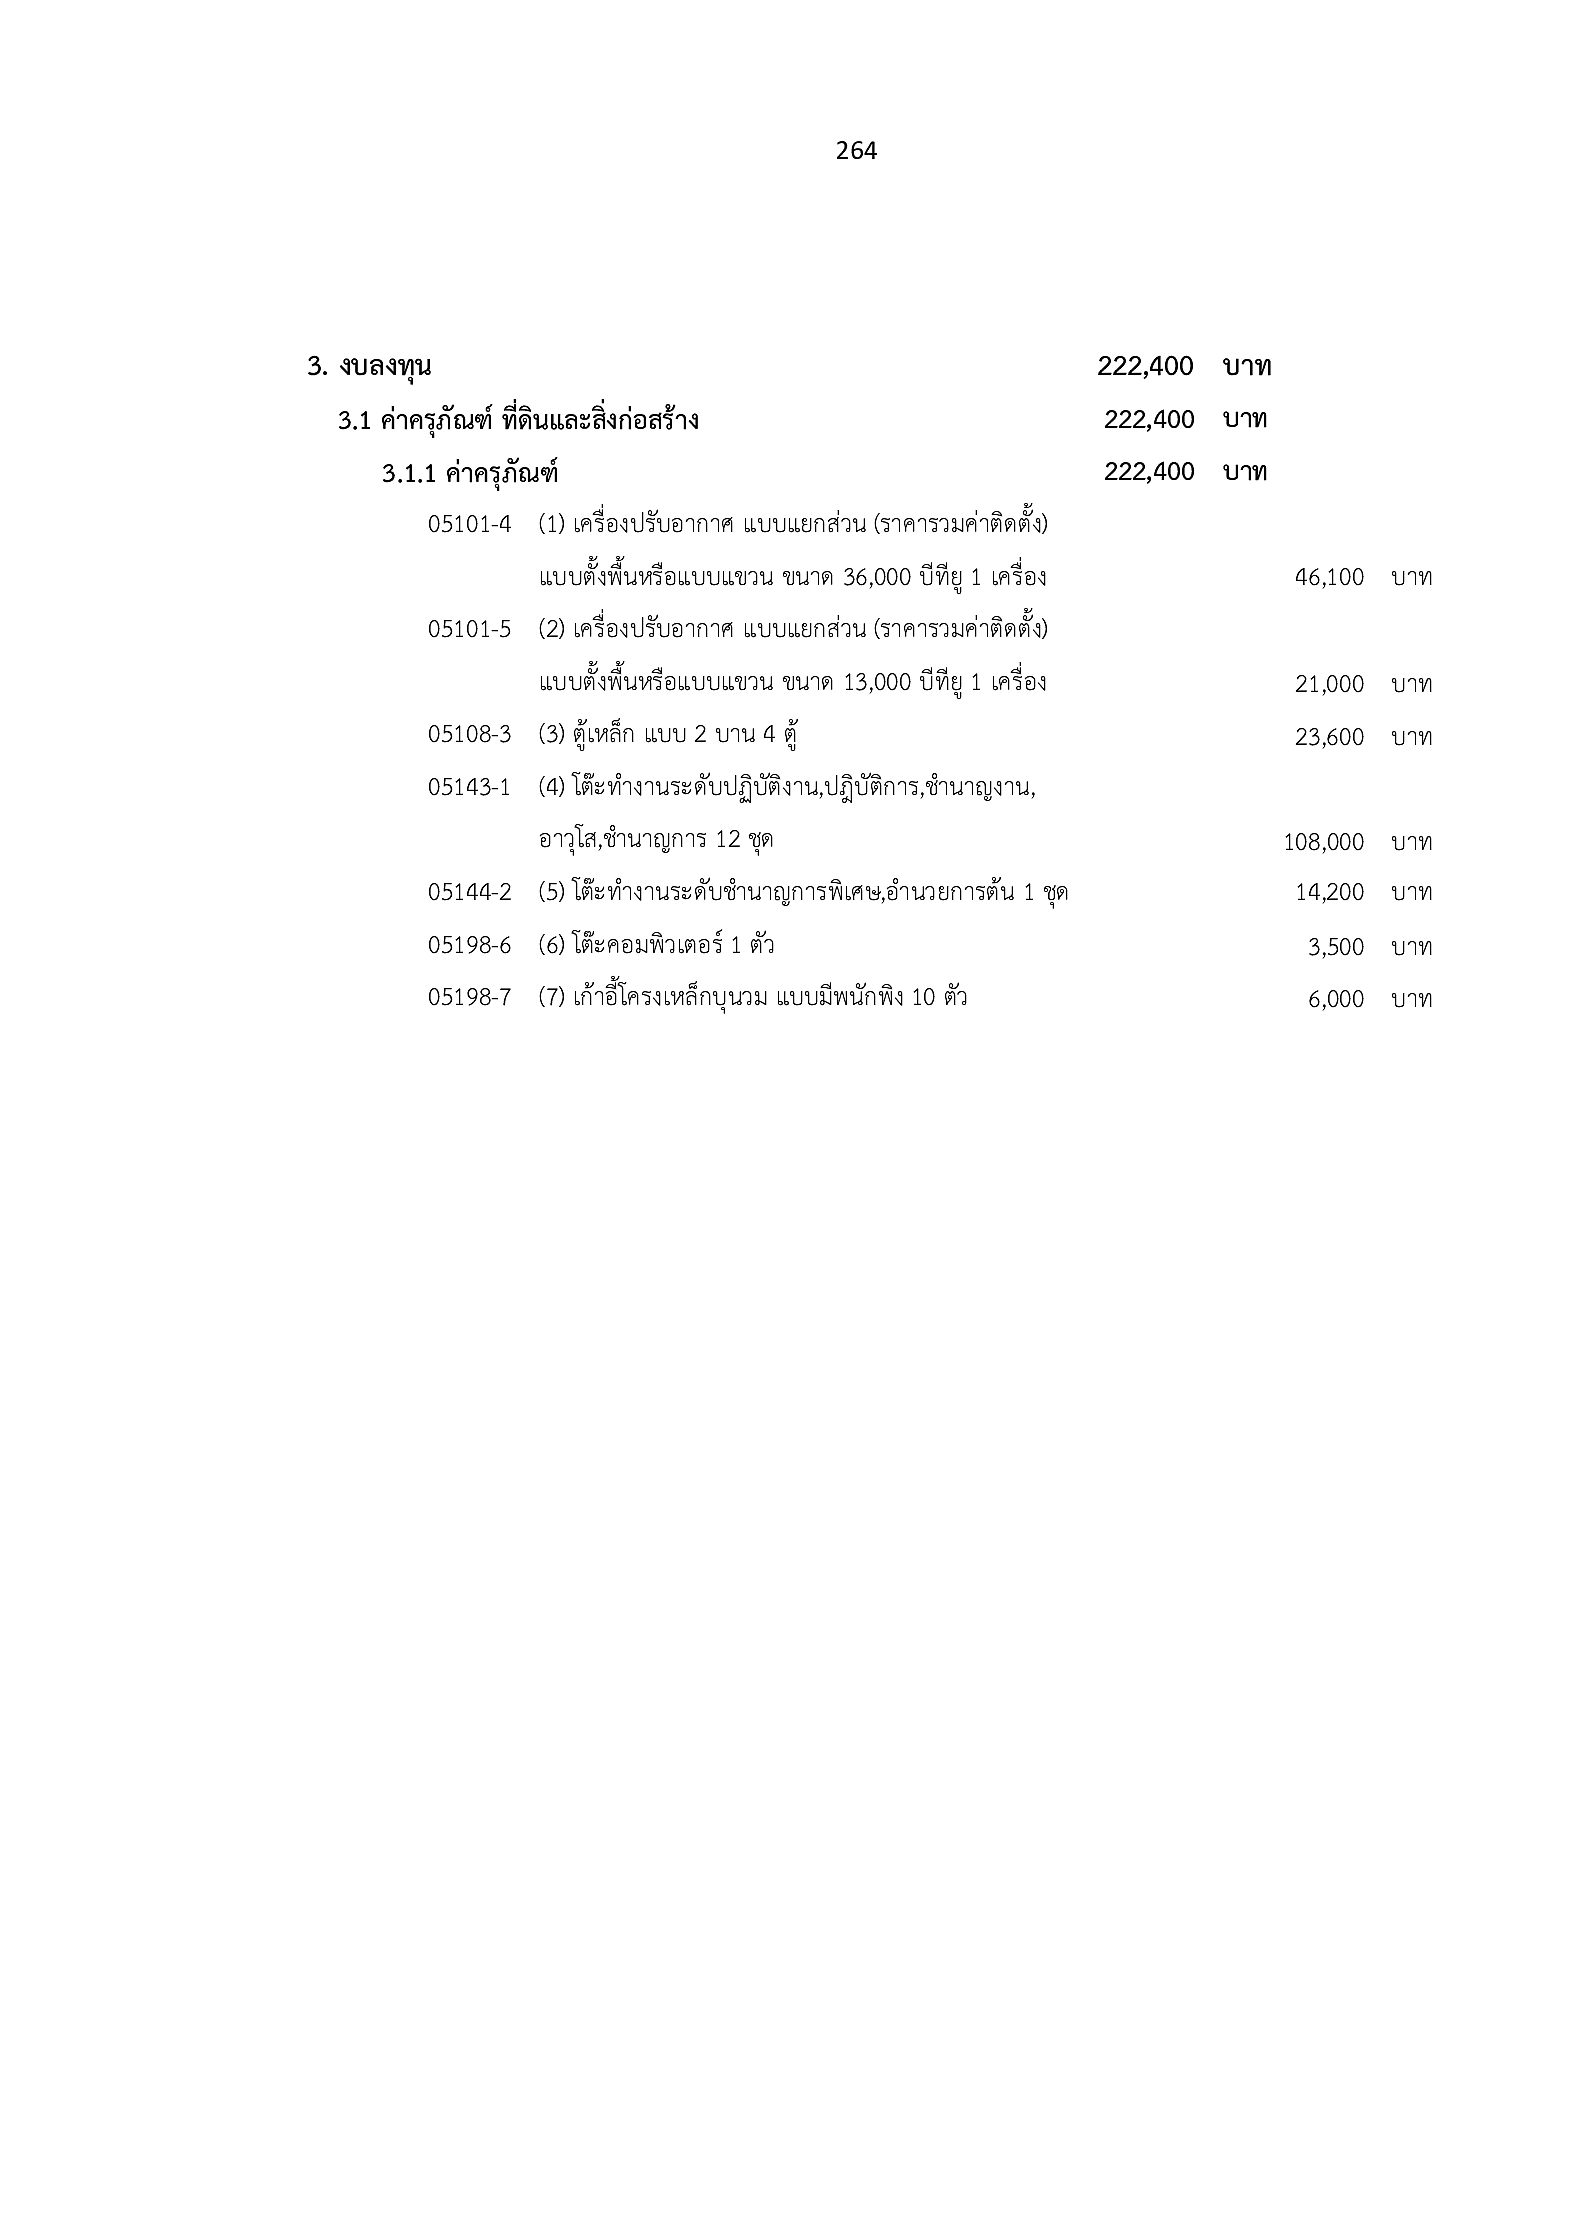 264
3. งบลงทุน 222,400 บาท
3.1 ค่าครุภัณฑ์ ที่ดินและสิ่งก่อสร้าง 222,400 บาท
3.1.1 ค่าครุภัณฑ์ 222,400 บาท
05101-4 (1) เครื่องปรับอากาศ แบบแยกส่วน (ราคารวมค่าติดตั้ง)
แบบตั้งพื้นหรือแบบแขวน ขนาด 36,000 บีทียู 1 เครื่อง 46,100 บาท
05101-5 (2) เครื่องปรับอากาศ แบบแยกส่วน (ราคารวมค่าติดตั้ง)
แบบตั้งพื้นหรือแบบแขวน ขนาด 13,000 บีทียู 1 เครื่อง 21,000 บาท
05108-3 (3) ตู้เหล็ก แบบ 2 บาน 4 ตู้ 23,600 บาท
05143-1 (4) โต๊ะทำงานระดับปฏิบัติงาน,ปฎิบัติการ,ชำนาญงาน,
อาวุโส,ชำนาญการ 12 ชุด 108,000 บาท
05144-2 (5) โต๊ะทำงานระดับชำนาญการพิเศษ,อำนวยการต้น 1 ชุด 14,200 บาท
05198-6 (6) โต๊ะคอมพิวเตอร์ 1 ตัว 3,500 บาท
05198-7 (7) เก้าอี้โครงเหล็กบุนวม แบบมีพนักพิง 10 ตัว 6,000 บาท